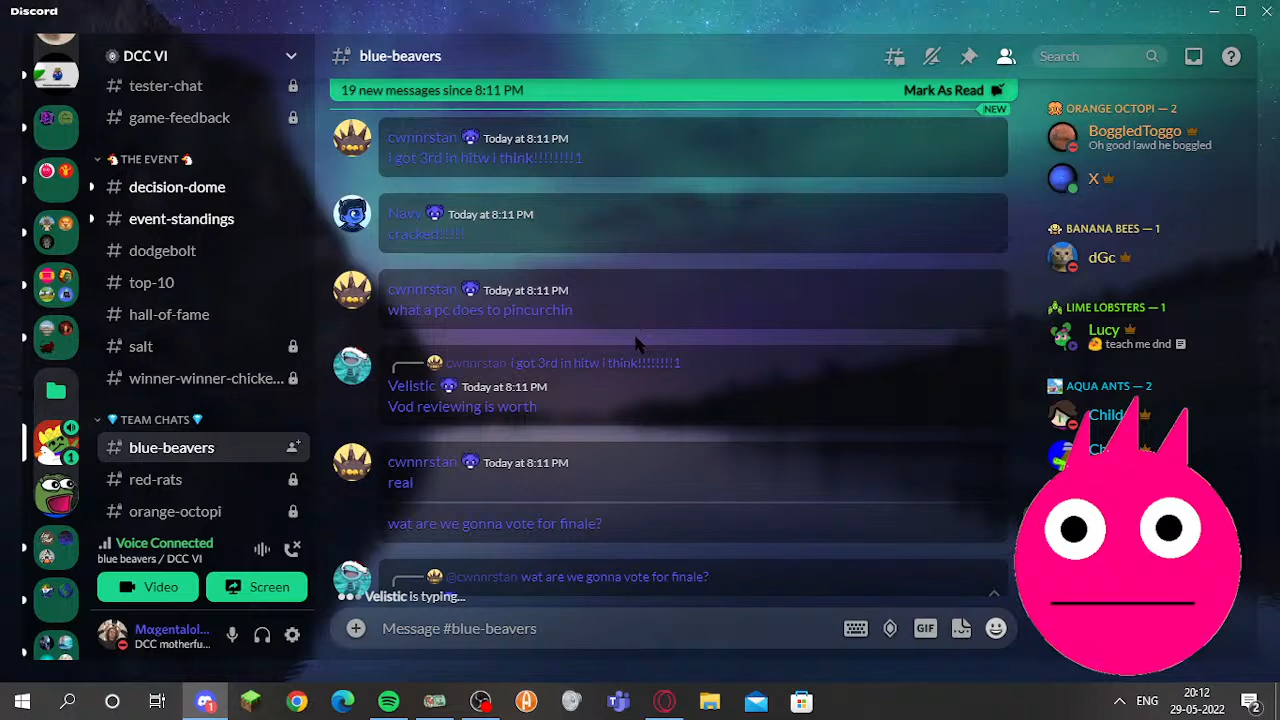 Discord
DCC VI
tester-chat
game-feedback
THE EVENT
decision-dome
event-standings
dodgebolt
top-10
hall-of-fame
salt
winner-winner-chicke...
TEAM CHATS
blue-beavers
red-rats
orange-octopi
Voice Connected
blue beavers / DCC VI
Video
Screen
Mαgentalol...
DCC motherfu...
1
blue-beavers
Search
19 new messages since 8:11 PM
Mark As Read
NEW
cwnnrstan Today at 8:11 PM
i got 3rd in hitw i think!!!!!!!!1
Navy Today at 8:11 PM
cracked!!!!!
cwnnrstan Today at 8:11 PM
what a pc does to pincurchin
cwnnrstan i got 3rd in hitw i think!!!!!!!!1
Velistic Today at 8:11 PM
Vod reviewing is worth
cwnnrstan Today at 8:11 PM
real
wat are we gonna vote for finale?
@cwnnrstan wat are we gonna vote for finale?
Velistic is typing...
Message #blue-beavers
GIF
ORANGE OCTOPI — 2
BoggledToggo
Oh good lawd he boggled
X
BANANA BEES — 1
dGc
LIME LOBSTERS — 1
Lucy
teach me dnd
AQUA ANTS — 2
Child
Ch
1
ENG
20:12
29-05-2022
2